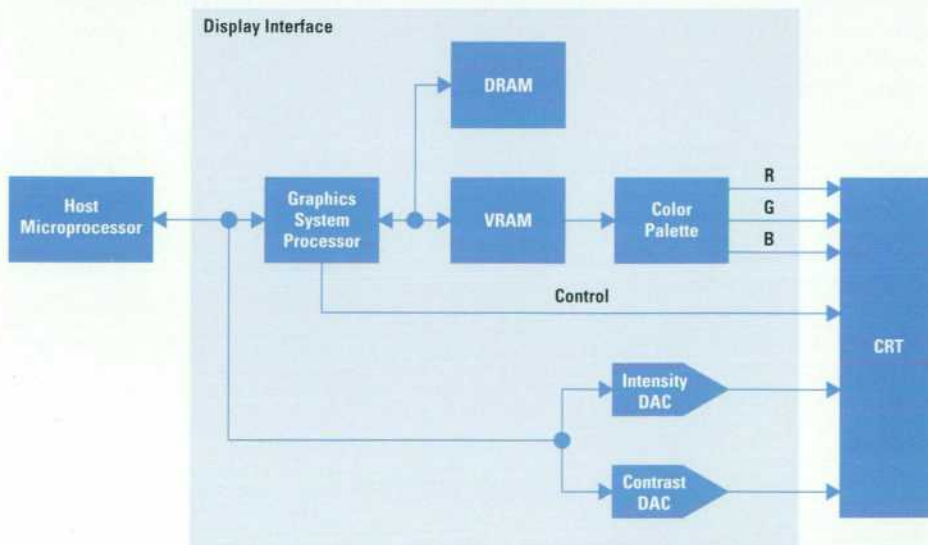 Display Interface
DRAM
Host
Microprocessor
Graphics
System
Processor
VRAM
Color
Palette
R
G
B
Control
CRT
Intensity
DAC
Contrast
DAC